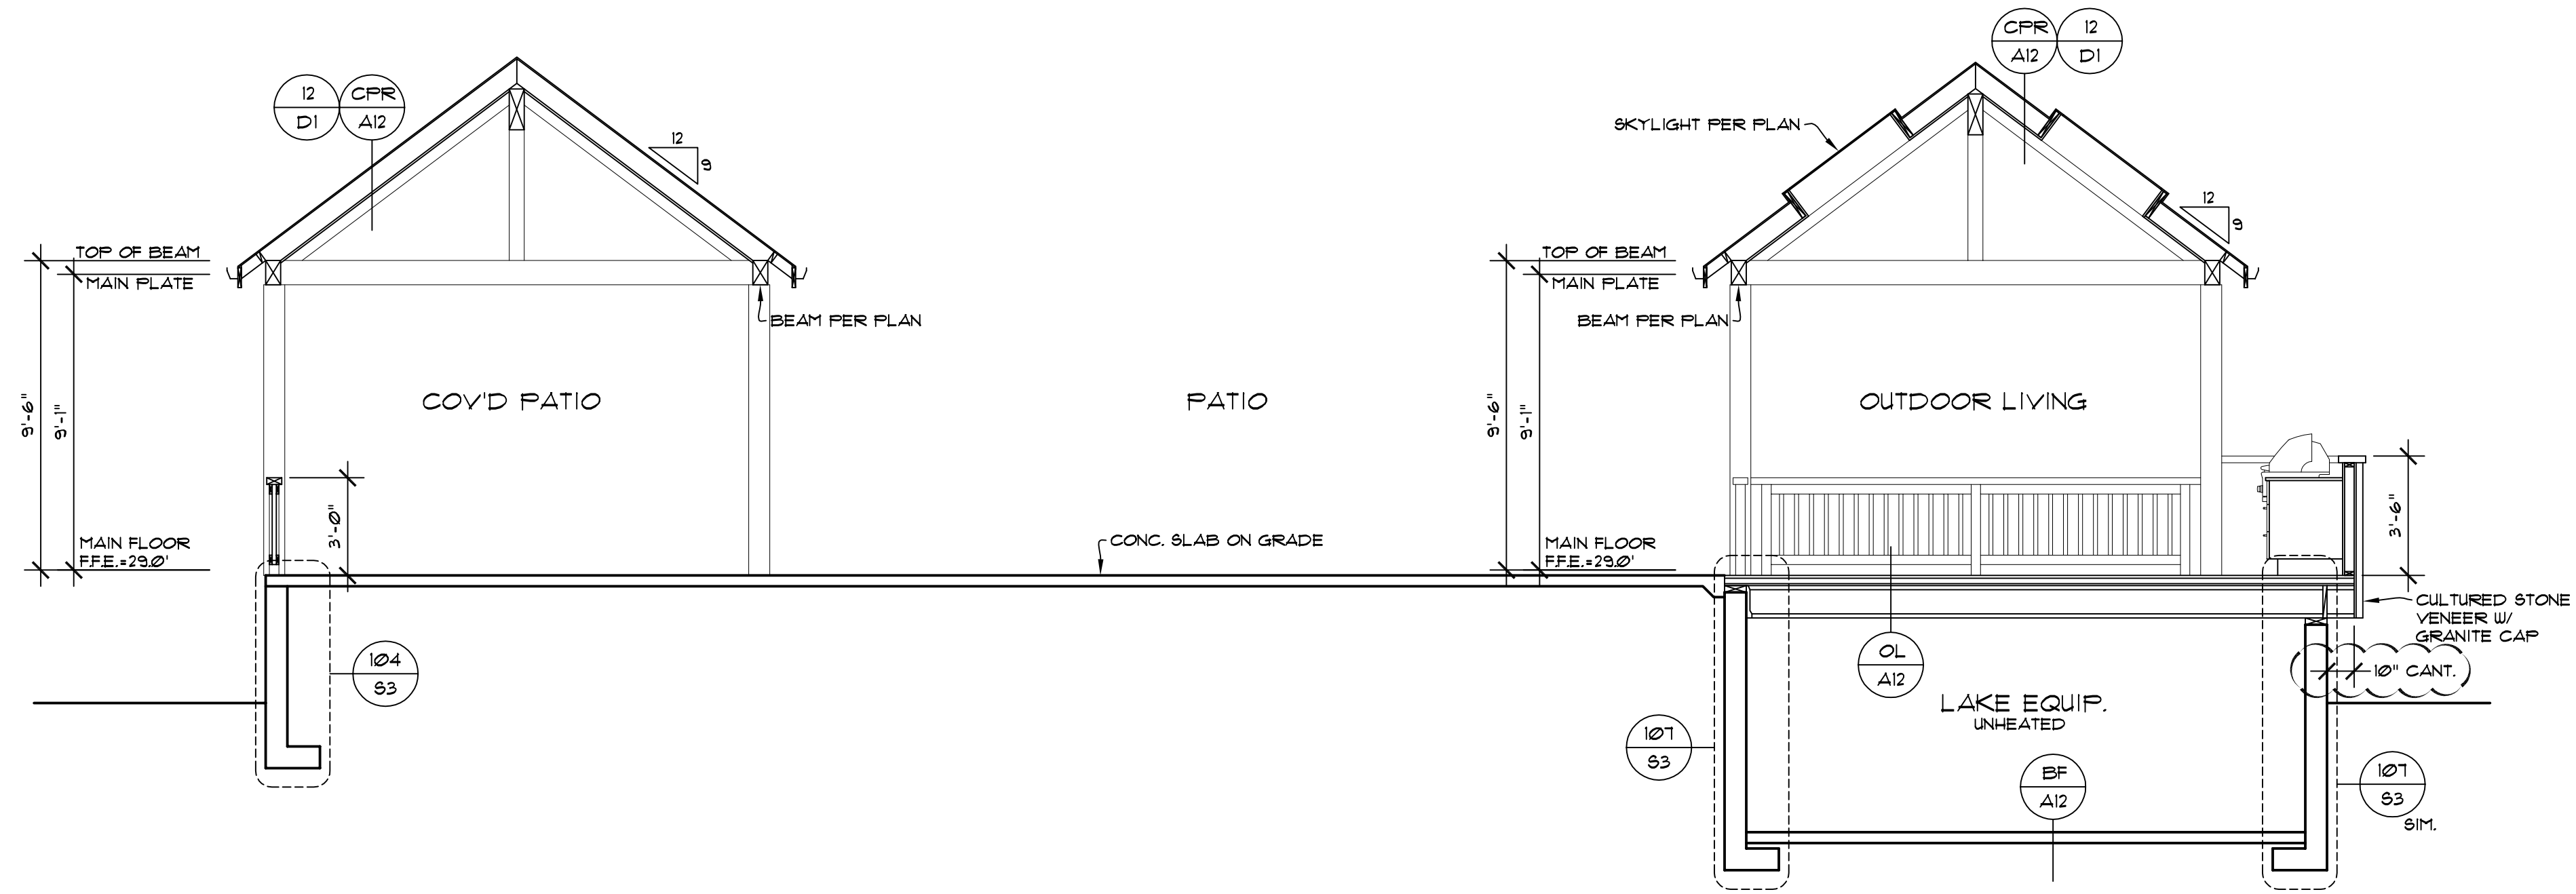 12
D1
CPR
A12
12
9
TOP OF BEAM
MAIN PLATE
BEAM PER PLAN
9'-6"
9'-1"
COV'D PATIO
3'-0"
MAIN FLOOR
F.F.E.=29.0'
104
S3
PATIO
CONC. SLAB ON GRADE
CPR
A12
12
D1
SKYLIGHT PER PLAN
12
9
TOP OF BEAM
MAIN PLATE
BEAM PER PLAN
9'-6"
9'-1"
OUTDOOR LIVING
3'-6"
MAIN FLOOR
F.F.E.=29.0'
CULTURED STONE
VENEER W/
GRANITE CAP
10" CANT.
OL
A12
LAKE EQUIP.
UNHEATED
107
S3
BF
A12
107
S3
SIM.